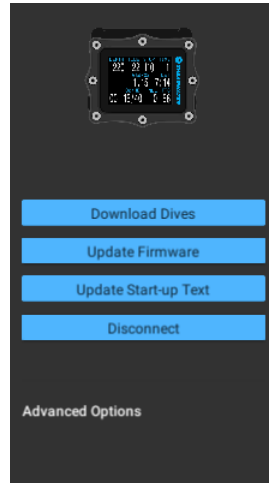 Download Dives
Update Firmware
Update Start-up Text
Disconnect
Advanced Options